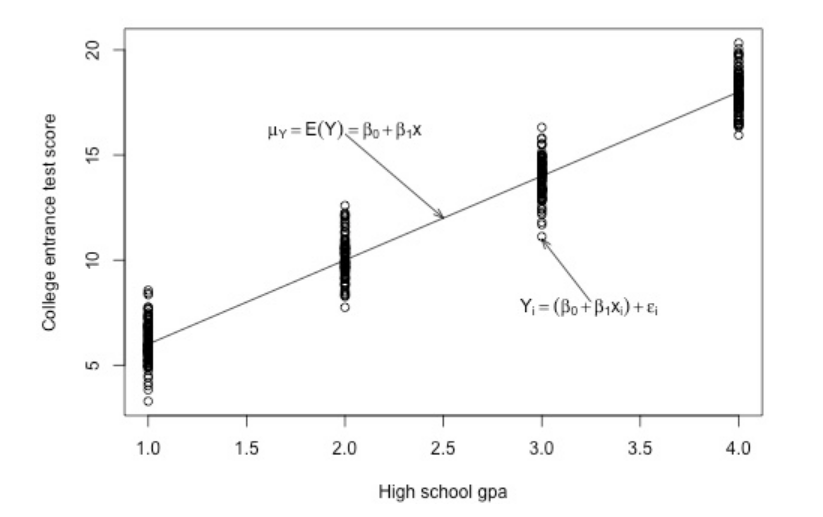 20
15
10
5
College entrance test score
μY = E(Y) = β0 + β1x
Yi = (β0 + β1xi) + εi
1.0 1.5 2.0 2.5 3.0 3.5 4.0
High school gpa